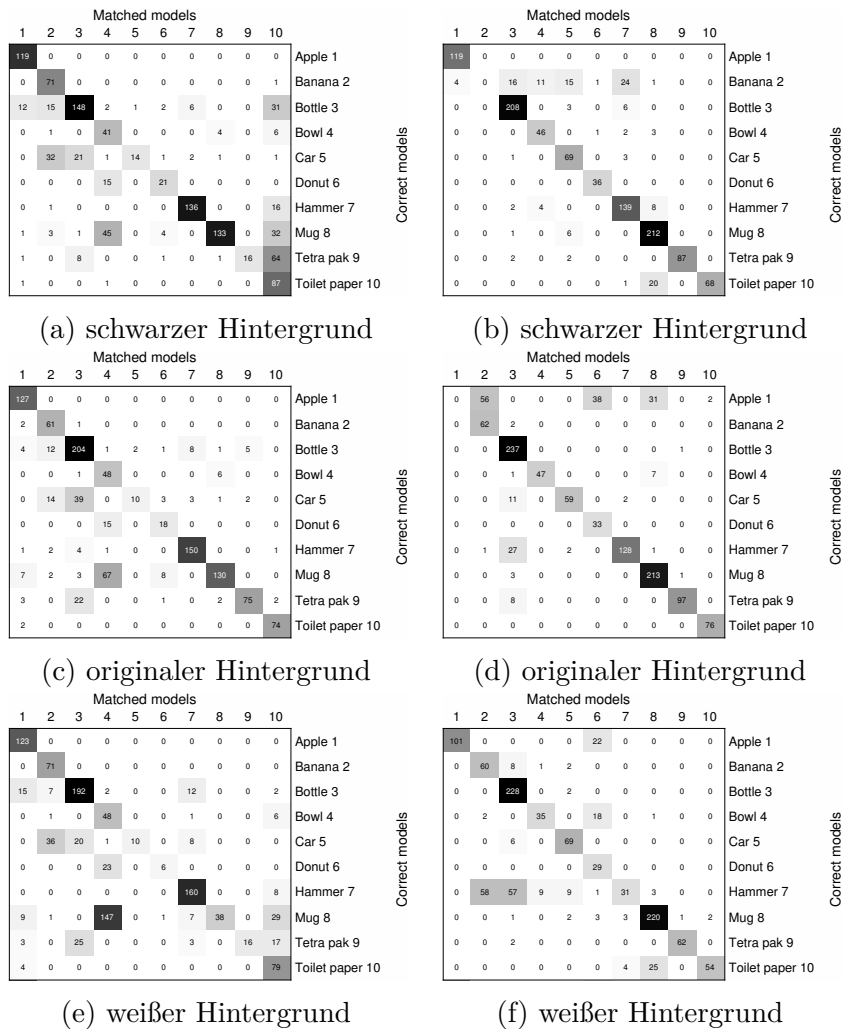 Matched models
1 2 3 4 5 6 7 8 9 10
119 0 0 0 0 0 0 0 0 0 Apple 1
0 71 0 0 0 0 0 0 0 1 Banana 2
12 15 148 2 1 2 6 0 0 31 Bottle 3
0 1 0 41 0 0 0 4 0 6 Bowl 4
0 32 21 1 14 1 2 1 0 1 Car 5
0 0 0 15 0 21 0 0 0 0 Donut 6
0 1 0 0 0 0 136 0 0 16 Hammer 7
1 3 1 45 0 4 0 133 0 32 Mug 8
1 0 8 0 0 1 0 1 16 64 Tetra pak 9
1 0 0 1 0 0 0 0 0 87 Toilet paper 10
Correct models
(a) schwarzer Hintergrund
Matched models
1 2 3 4 5 6 7 8 9 10
119 0 0 0 0 0 0 0 0 0 Apple 1
4 0 16 11 15 1 24 1 0 0 Banana 2
0 0 208 0 3 0 6 0 0 0 Bottle 3
0 0 0 46 0 1 2 3 0 0 Bowl 4
0 0 1 0 69 0 3 0 0 0 Car 5
0 0 0 0 0 36 0 0 0 0 Donut 6
0 0 2 4 0 0 139 8 0 0 Hammer 7
0 0 1 0 6 0 0 212 0 0 Mug 8
0 0 2 0 2 0 0 0 87 0 Tetra pak 9
0 0 0 0 0 0 1 20 0 68 Toilet paper 10
Correct models
(b) schwarzer Hintergrund
Matched models
1 2 3 4 5 6 7 8 9 10
127 0 0 0 0 0 0 0 0 0 Apple 1
2 61 1 0 0 0 0 0 0 0 Banana 2
4 12 204 1 2 1 8 1 5 0 Bottle 3
0 0 1 48 0 0 0 6 0 0 Bowl 4
0 14 39 0 10 3 3 1 2 0 Car 5
0 0 0 15 0 18 0 0 0 0 Donut 6
1 2 4 1 0 0 150 0 0 1 Hammer 7
7 2 3 67 0 8 0 130 0 0 Mug 8
3 0 22 0 0 1 0 2 75 2 Tetra pak 9
2 0 0 0 0 0 0 0 0 74 Toilet paper 10
Correct models
(c) originaler Hintergrund
Matched models
1 2 3 4 5 6 7 8 9 10
0 56 0 0 0 38 0 31 0 2 Apple 1
0 62 2 0 0 0 0 0 0 0 Banana 2
0 0 237 0 0 0 0 0 1 0 Bottle 3
0 0 1 47 0 0 0 7 0 0 Bowl 4
0 0 11 0 59 0 2 0 0 0 Car 5
0 0 0 0 0 33 0 0 0 0 Donut 6
0 1 27 0 2 0 128 1 0 0 Hammer 7
0 0 3 0 0 0 0 213 1 0 Mug 8
0 0 8 0 0 0 0 0 97 0 Tetra pak 9
0 0 0 0 0 0 0 0 0 76 Toilet paper 10
Correct models
(d) originaler Hintergrund
Matched models
1 2 3 4 5 6 7 8 9 10
123 0 0 0 0 0 0 0 0 0 Apple 1
0 71 0 0 0 0 0 0 0 0 Banana 2
15 7 192 2 0 0 12 0 0 2 Bottle 3
0 1 0 48 0 0 1 0 0 6 Bowl 4
0 36 20 1 10 0 8 0 0 0 Car 5
0 0 0 23 0 6 0 0 0 0 Donut 6
0 0 0 0 0 0 160 0 0 8 Hammer 7
9 1 0 147 0 1 7 38 0 29 Mug 8
3 0 25 0 0 0 3 0 16 17 Tetra pak 9
4 0 0 0 0 0 0 0 0 79 Toilet paper 10
Correct models
(e) weißer Hintergrund
Matched models
1 2 3 4 5 6 7 8 9 10
101 0 0 0 0 22 0 0 0 0 Apple 1
0 60 8 1 2 0 0 0 0 0 Banana 2
0 0 228 0 2 0 0 0 0 0 Bottle 3
0 2 0 35 0 18 0 1 0 0 Bowl 4
0 0 6 0 69 0 0 0 0 0 Car 5
0 0 0 0 0 29 0 0 0 0 Donut 6
0 58 57 9 9 1 31 3 0 0 Hammer 7
0 0 1 0 2 3 3 220 1 2 Mug 8
0 0 2 0 0 0 0 0 62 0 Tetra pak 9
0 0 0 0 0 0 4 25 0 54 Toilet paper 10
Correct models
(f) weißer Hintergrund